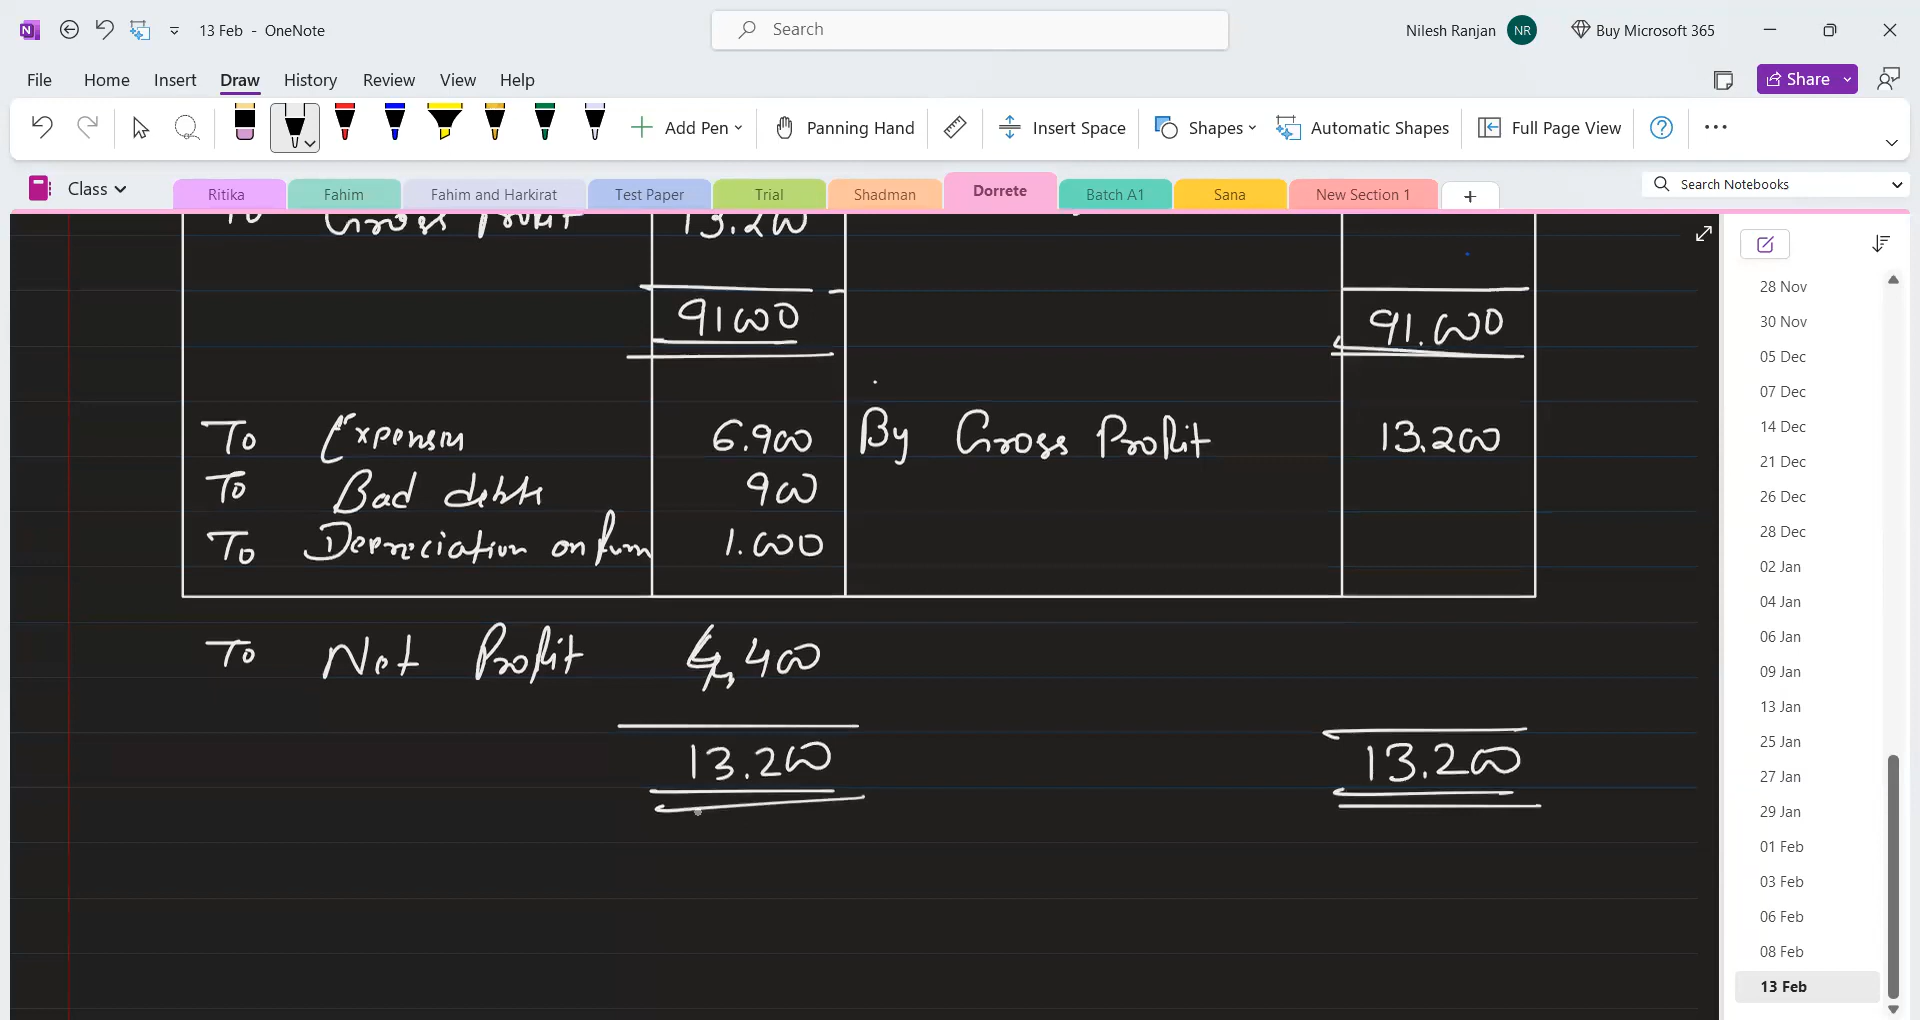 13 Feb - OneNote
Search
Nilesh Ranjan NR
Buy Microsoft 365
File Home Insert Draw History Review View Help
Share
Add Pen Panning Hand Insert Space Shapes Automatic Shapes Full Page View
Class Ritika Fahim Fahim and Harkirat Test Paper Trial Shadman Dorrete Batch A1 Sana New Section 1 +
Search Notebooks
To Gross Profit 13.200
91000 91.000
To Expenses 6.900 By Gross Profit 13.200
To Bad debts 900
To Depreciation on furn 1.000
To Net Profit 4,400
13.200 13.200
28 Nov
30 Nov
05 Dec
07 Dec
14 Dec
21 Dec
26 Dec
28 Dec
02 Jan
04 Jan
06 Jan
09 Jan
13 Jan
25 Jan
27 Jan
29 Jan
01 Feb
03 Feb
06 Feb
08 Feb
13 Feb